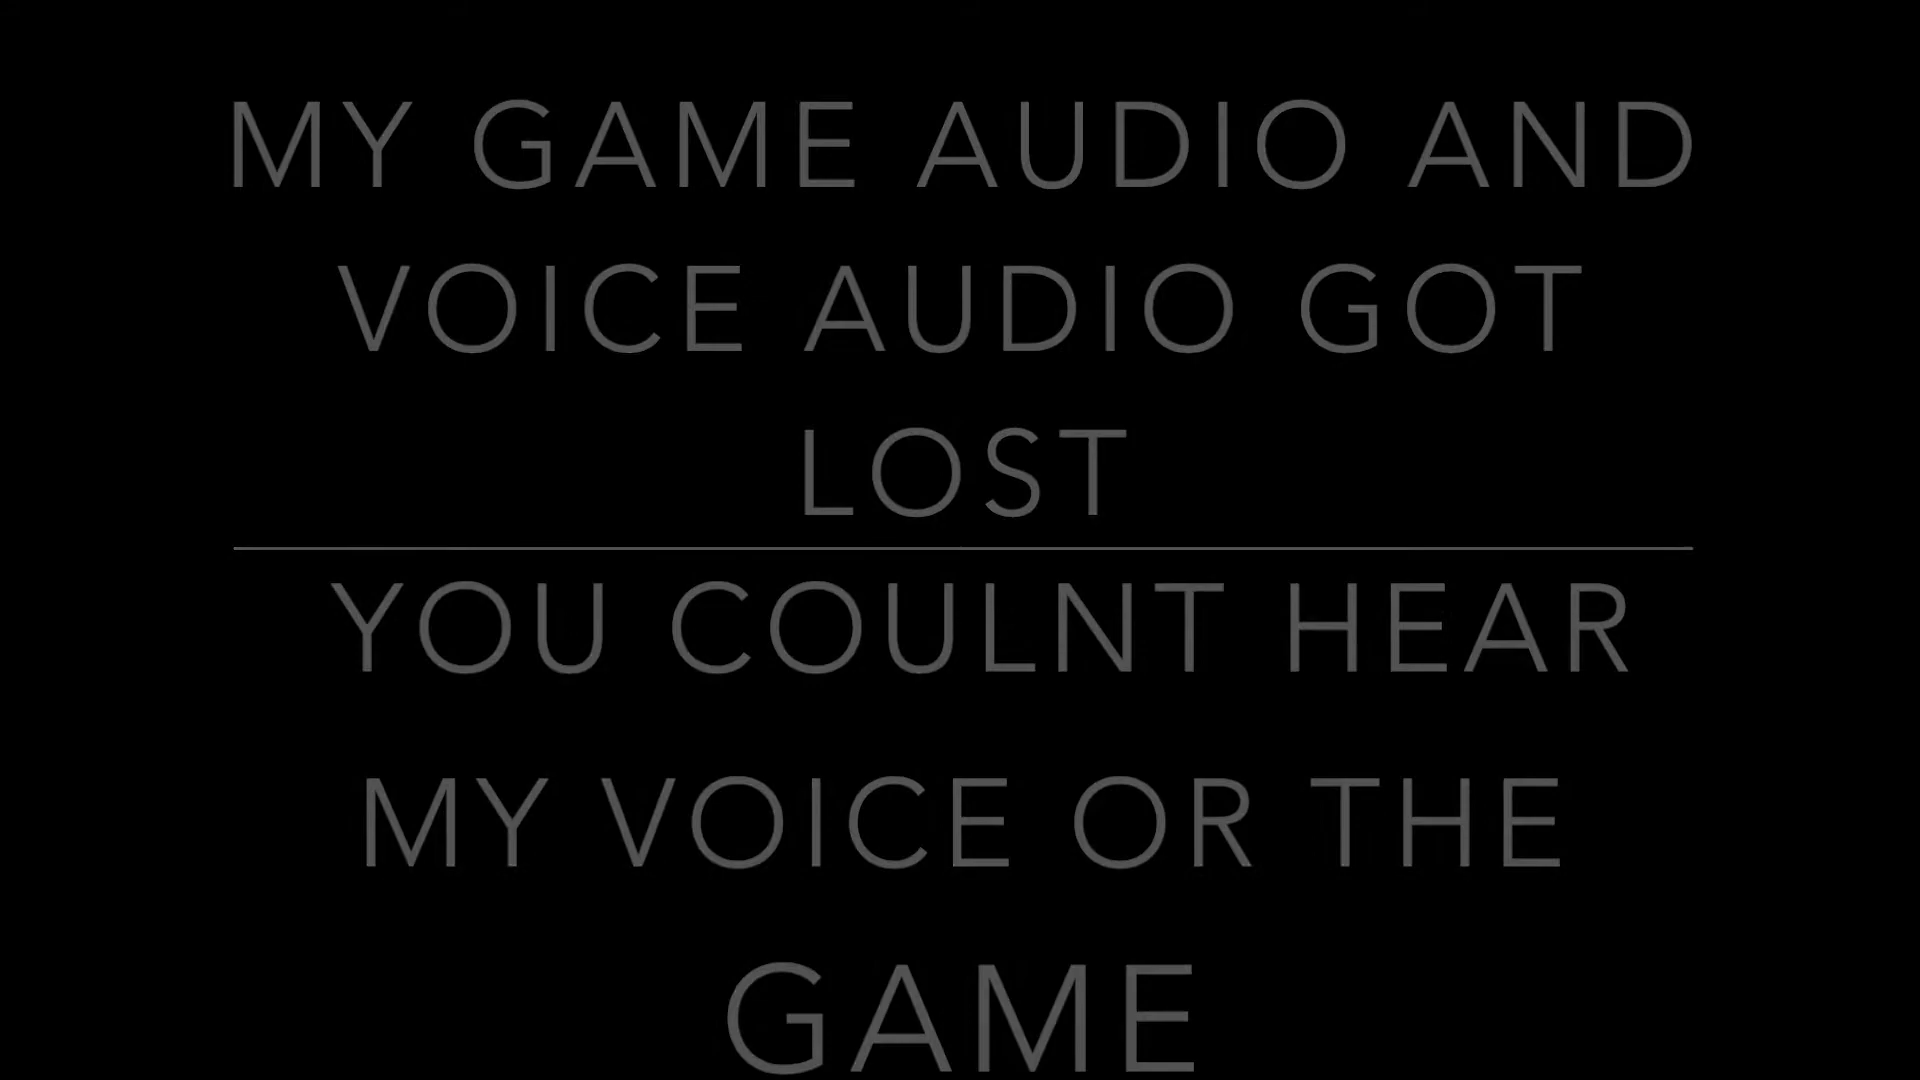 MY GAME AUDIO AND
VOICE AUDIO GOT
LOST
YOU COULNT HEAR
MY VOICE OR THE
GAME